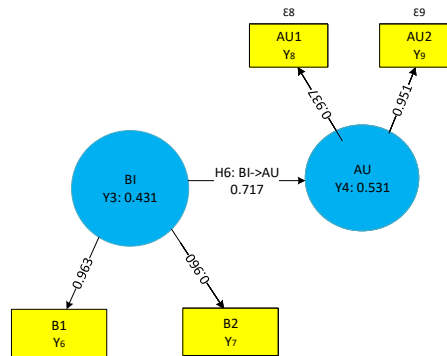 ε8
ε9
AU1
Y₈
AU2
Y₉
0.937
0.951
BI
Y3: 0.431
H6: BI->AU
0.717
AU
Y4: 0.531
0.963
0.960
B1
Y₆
B2
Y₇